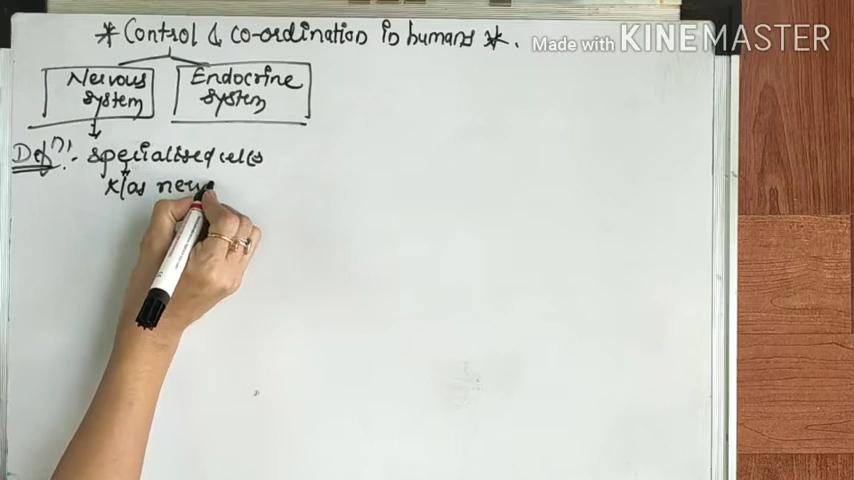 * Control & co-ordination in humans *.
Made with KINEMASTER
Nervous system
Endocrine system
Defn:- specialised cells
k/as neu